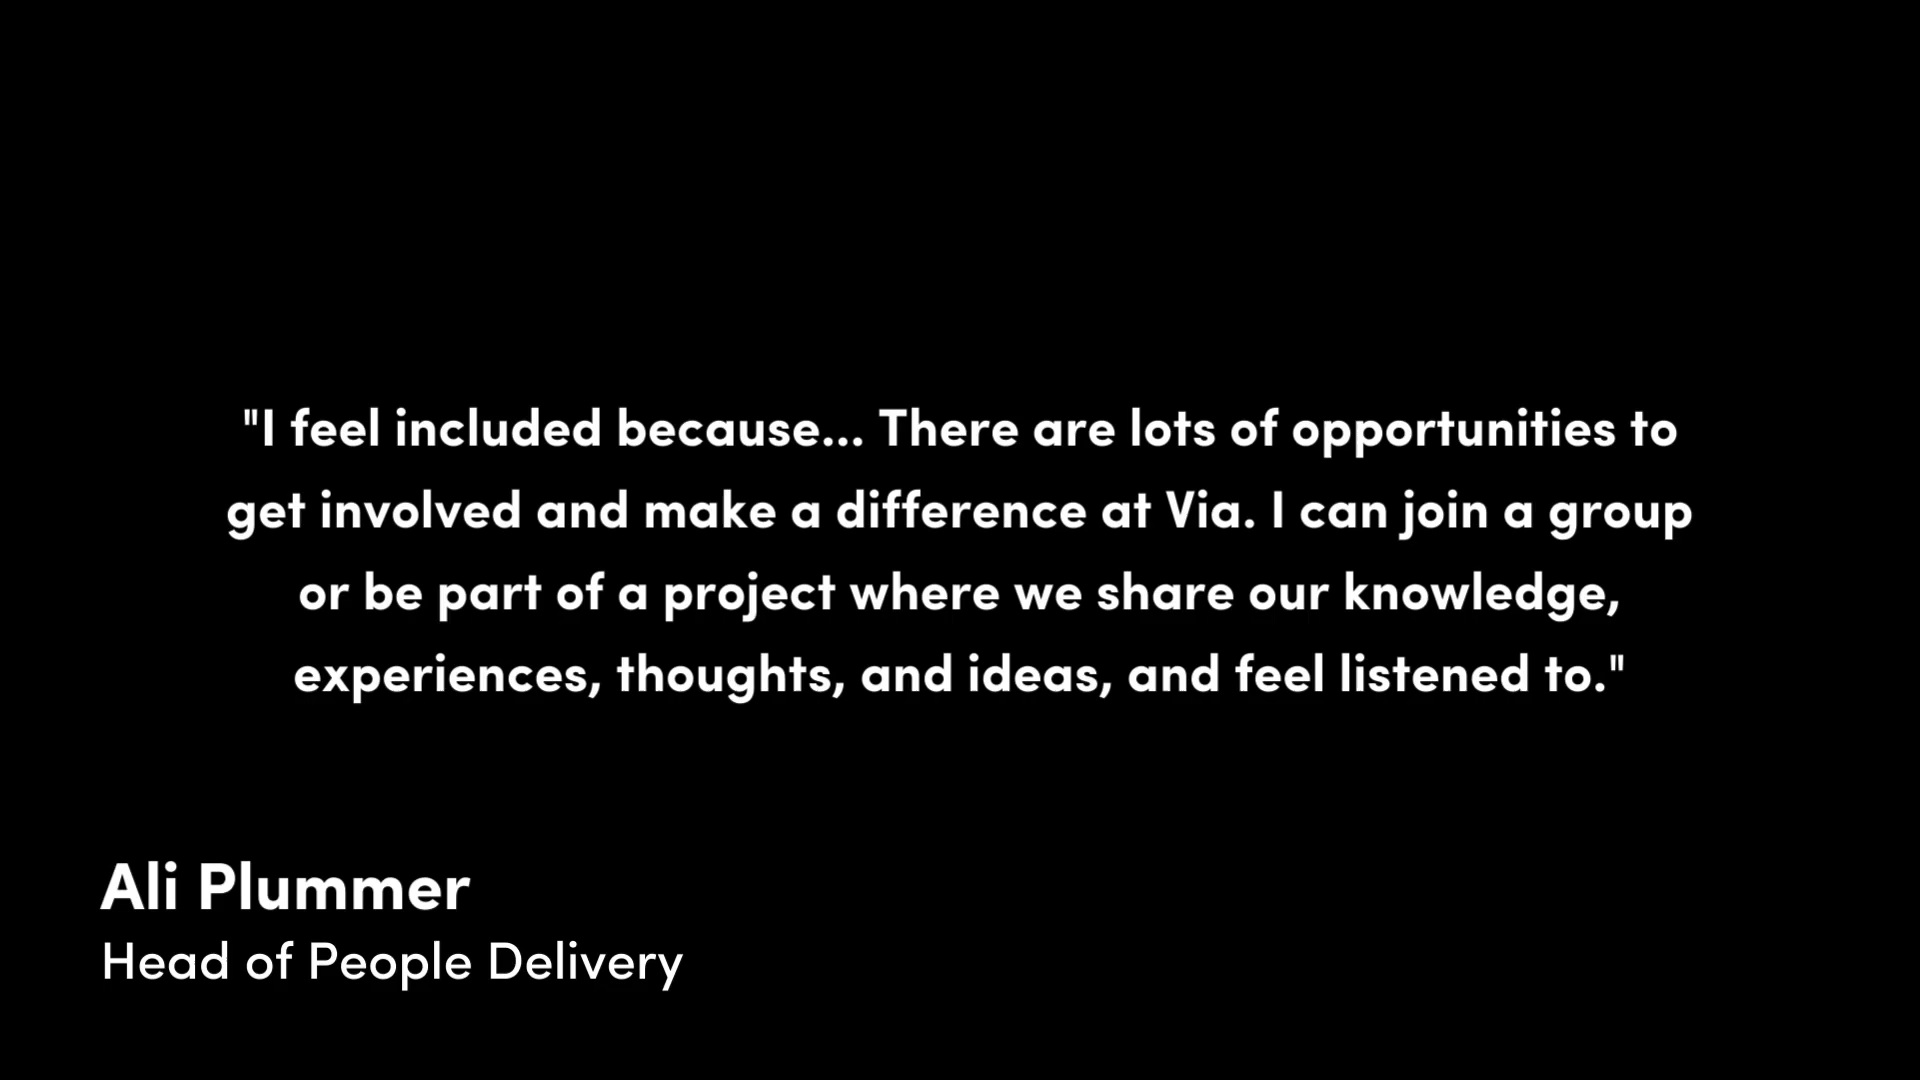 "I feel included because... There are lots of opportunities to
get involved and make a difference at Via. I can join a group
or be part of a project where we share our knowledge,
experiences, thoughts, and ideas, and feel listened to."
Ali Plummer
Head of People Delivery